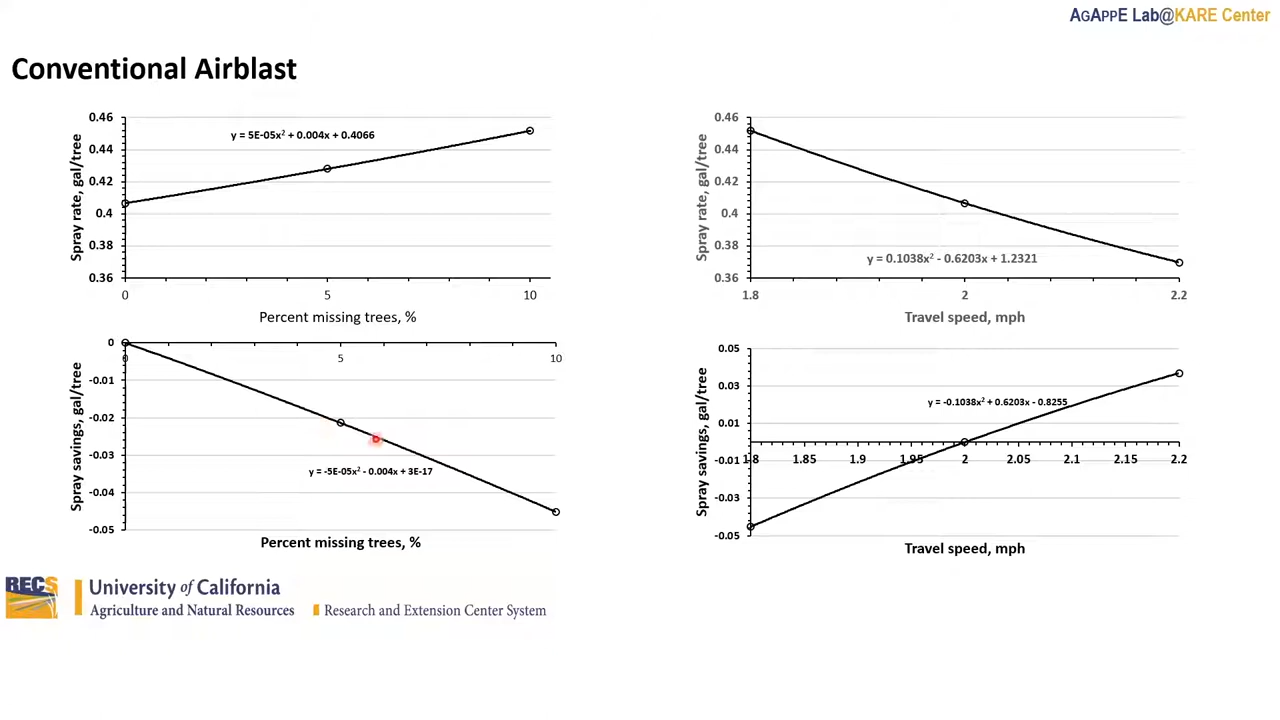 AGAPPE Lab@KARE Center
Conventional Airblast
Spray rate, gal/tree
0.46
0.44
0.42
0.4
0.38
0.36
y = 5E-05x² + 0.004x + 0.4066
0 5 10
Percent missing trees, %
Spray rate, gal/tree
0.46
0.44
0.42
0.4
0.38
0.36
y = 0.1038x² - 0.6203x + 1.2321
1.8 2 2.2
Travel speed, mph
Spray savings, gal/tree
0
-0.01
-0.02
-0.03
-0.04
-0.05
0 5 10
y = -5E-05x² - 0.004x + 3E-17
Percent missing trees, %
Spray savings, gal/tree
0.05
0.03
0.01
-0.01
-0.03
-0.05
y = -0.1038x² + 0.6203x - 0.8255
1.8 1.85 1.9 1.95 2 2.05 2.1 2.15 2.2
Travel speed, mph
RECS
University of California
Agriculture and Natural Resources
Research and Extension Center System